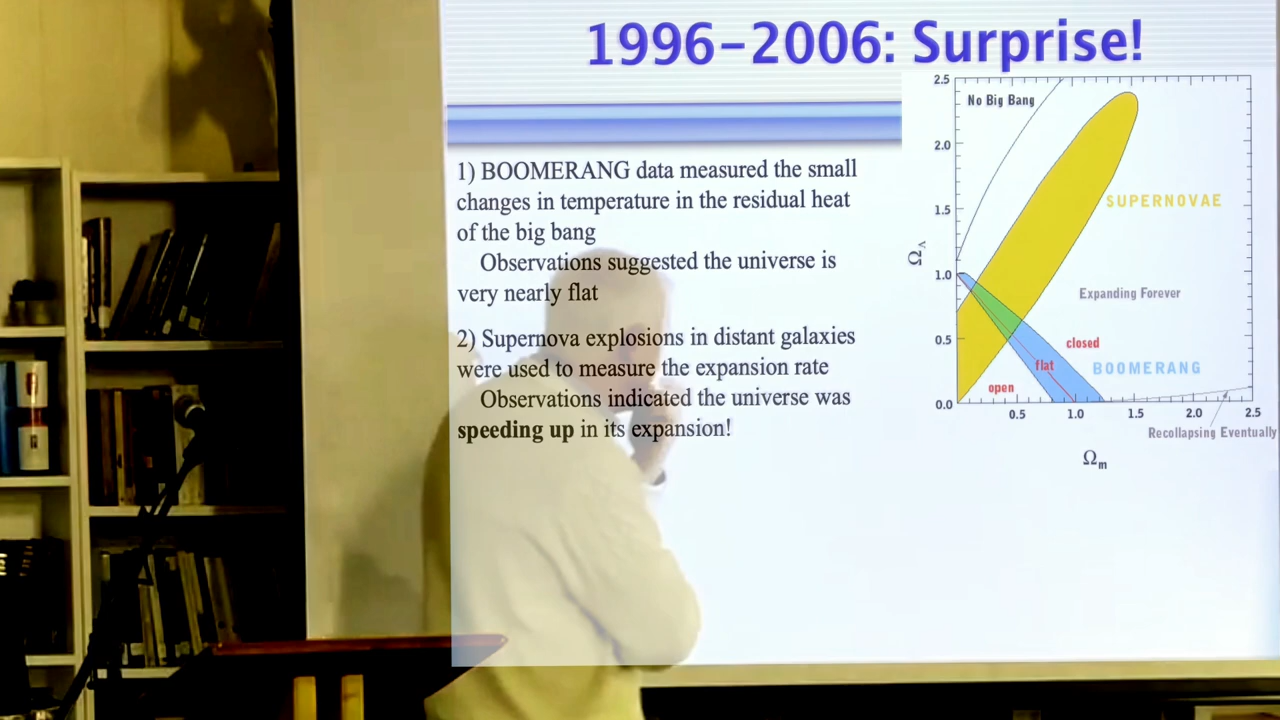 1996–2006: Surprise!
1) BOOMERANG data measured the small
changes in temperature in the residual heat
of the big bang
Observations suggested the universe is
very nearly flat
2) Supernova explosions in distant galaxies
were used to measure the expansion rate
Observations indicated the universe was
speeding up in its expansion!
2.5
No Big Bang
2.0
SUPERNOVAE
1.5
ΩΛ
1.0
Expanding Forever
0.5
closed
flat
BOOMERANG
open
0.0
0.5 1.0 1.5 2.0 2.5
Recollapsing Eventually
Ωm